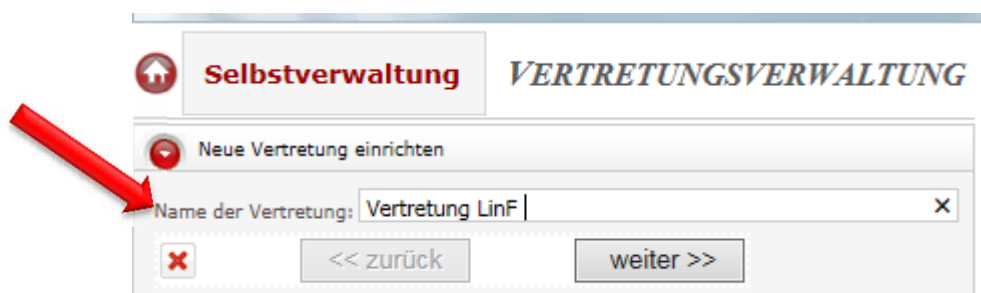 Selbstverwaltung VERTRETUNGSVERWALTUNG
Neue Vertretung einrichten
Name der Vertretung: Vertretung LinF
<< zurück weiter >>